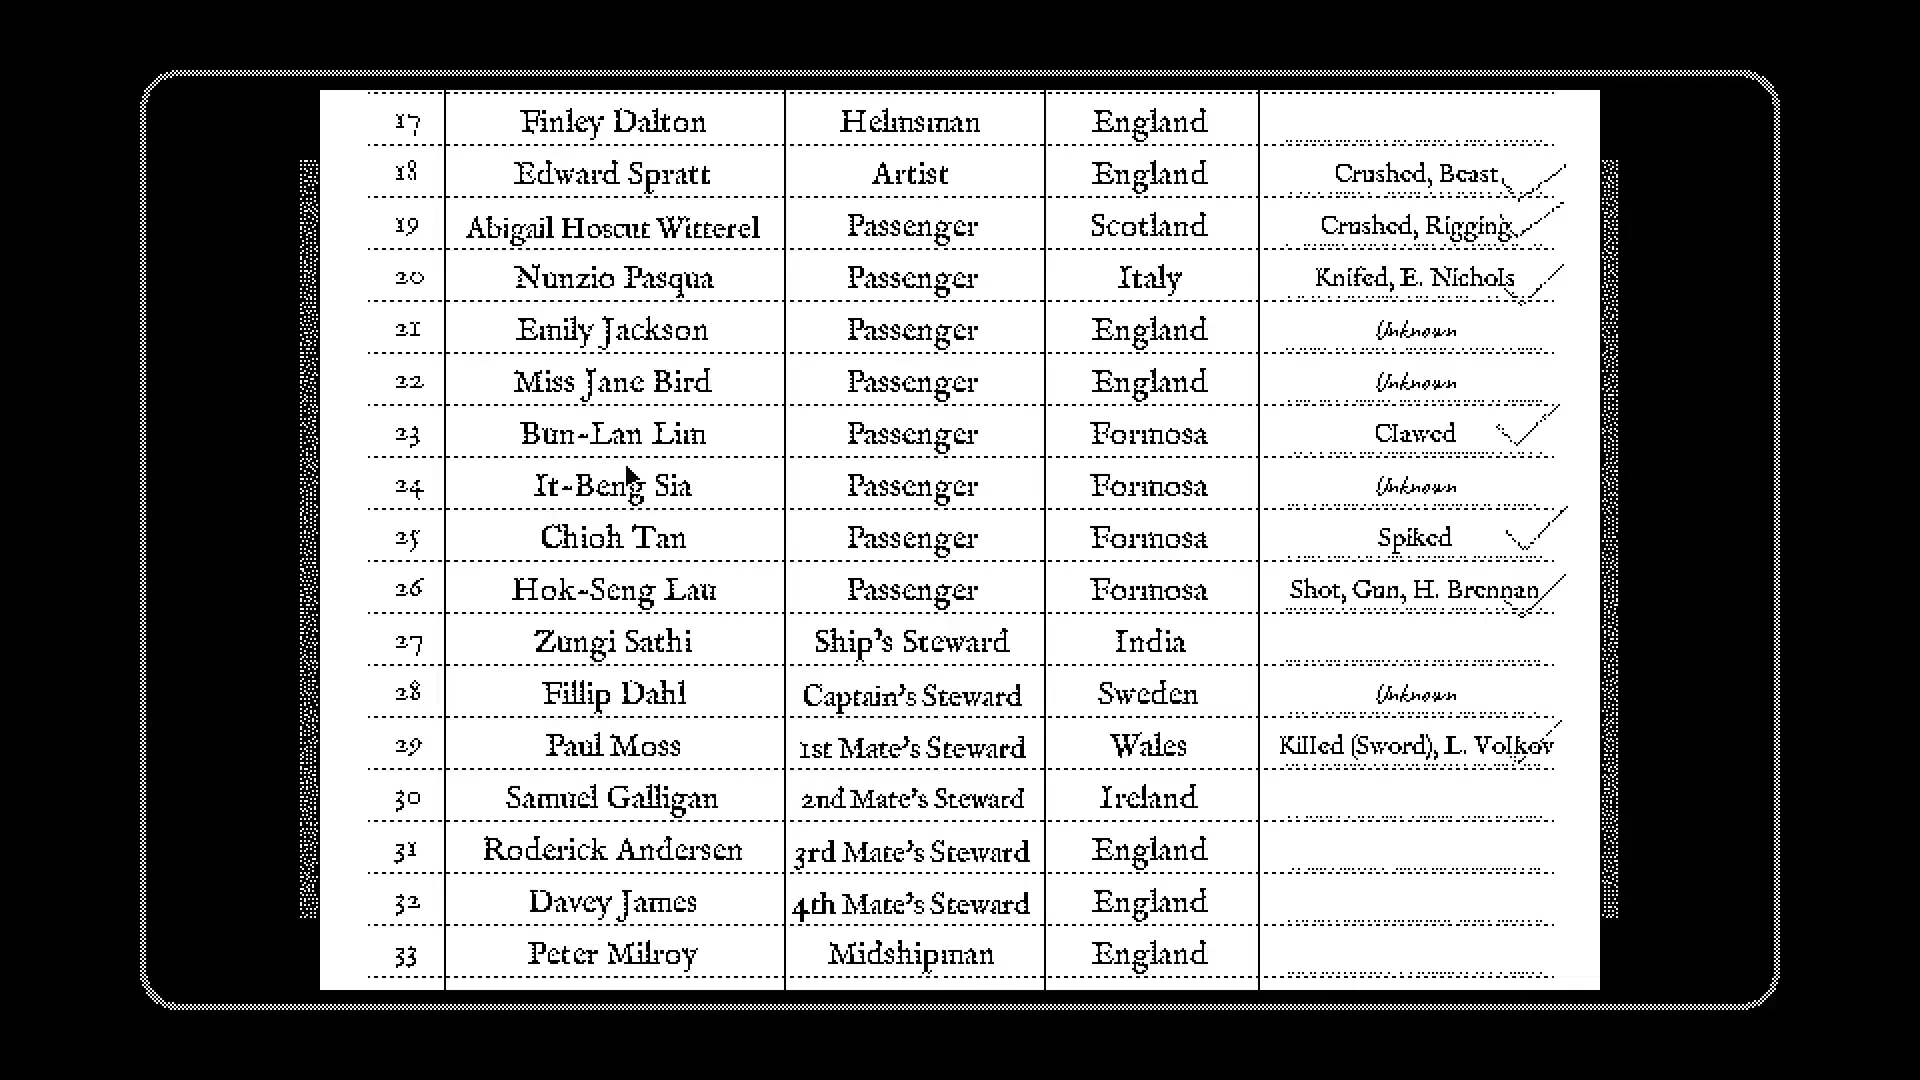 17 Finley Dalton Helmsman England
18 Edward Spratt Artist England Crushed, Beast
19 Abigail Hoscut Witterel Passenger Scotland Crushed, Rigging
20 Nunzio Pasqua Passenger Italy Knifed, E. Nichols
21 Emily Jackson Passenger England Unknown
22 Miss Jane Bird Passenger England Unknown
23 Bun-Lan Lim Passenger Formosa Clawed
24 It-Beng Sia Passenger Formosa Unknown
25 Chioh Tan Passenger Formosa Spiked
26 Hok-Seng Lau Passenger Formosa Shot, Gun, H. Brennan
27 Zungi Sathi Ship's Steward India
28 Fillip Dahl Captain's Steward Sweden Unknown
29 Paul Moss 1st Mate's Steward Wales Killed (Sword), L. Volkov
30 Samuel Galligan 2nd Mate's Steward Ireland
31 Roderick Andersen 3rd Mate's Steward England
32 Davey James 4th Mate's Steward England
33 Peter Milroy Midshipman England